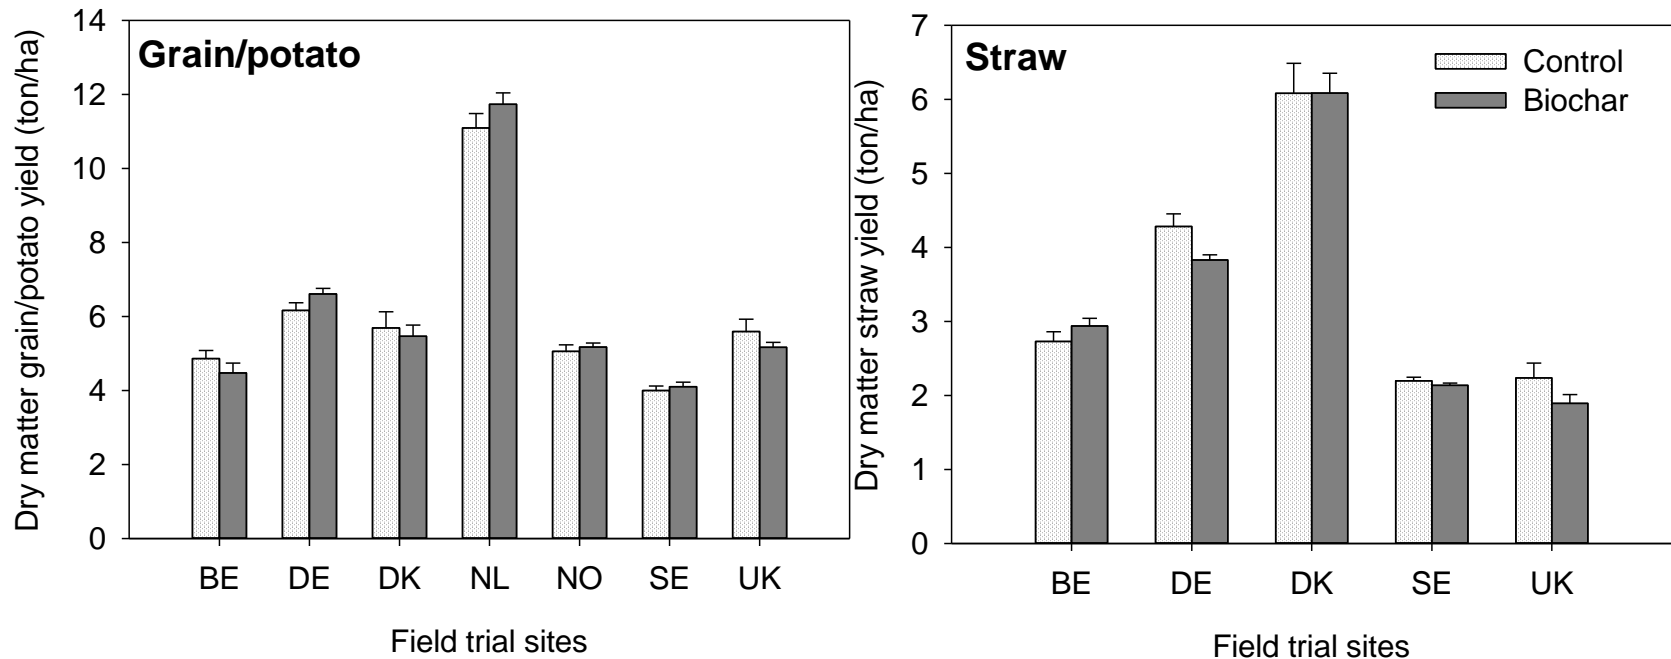 Grain/potato
Dry matter grain/potato yield (ton/ha)
14
12
10
8
6
4
2
0
BE DE DK NL NO SE UK
Field trial sites
Straw
Control
Biochar
Dry matter straw yield (ton/ha)
7
6
5
4
3
2
1
0
BE DE DK SE UK
Field trial sites